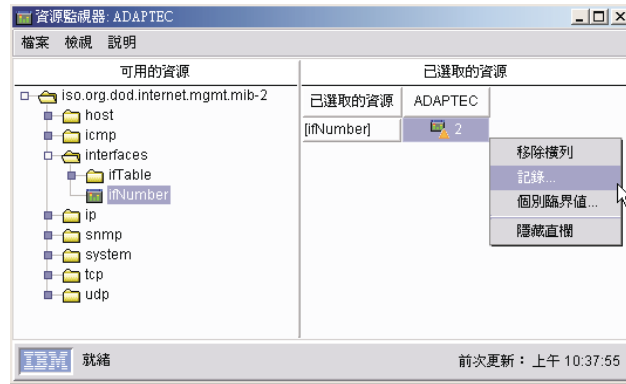 資源監視器: ADAPTEC
檔案 檢視 說明
可用的資源
已選取的資源
iso.org.dod.internet.mgmt.mib-2
host
icmp
interfaces
ifTable
ifNumber
ip
snmp
system
tcp
udp
已選取的資源 ADAPTEC
[ifNumber] 2
移除橫列
記錄...
個別臨界值...
隱藏直欄
IBM 就緒 前次更新：上午 10:37:55